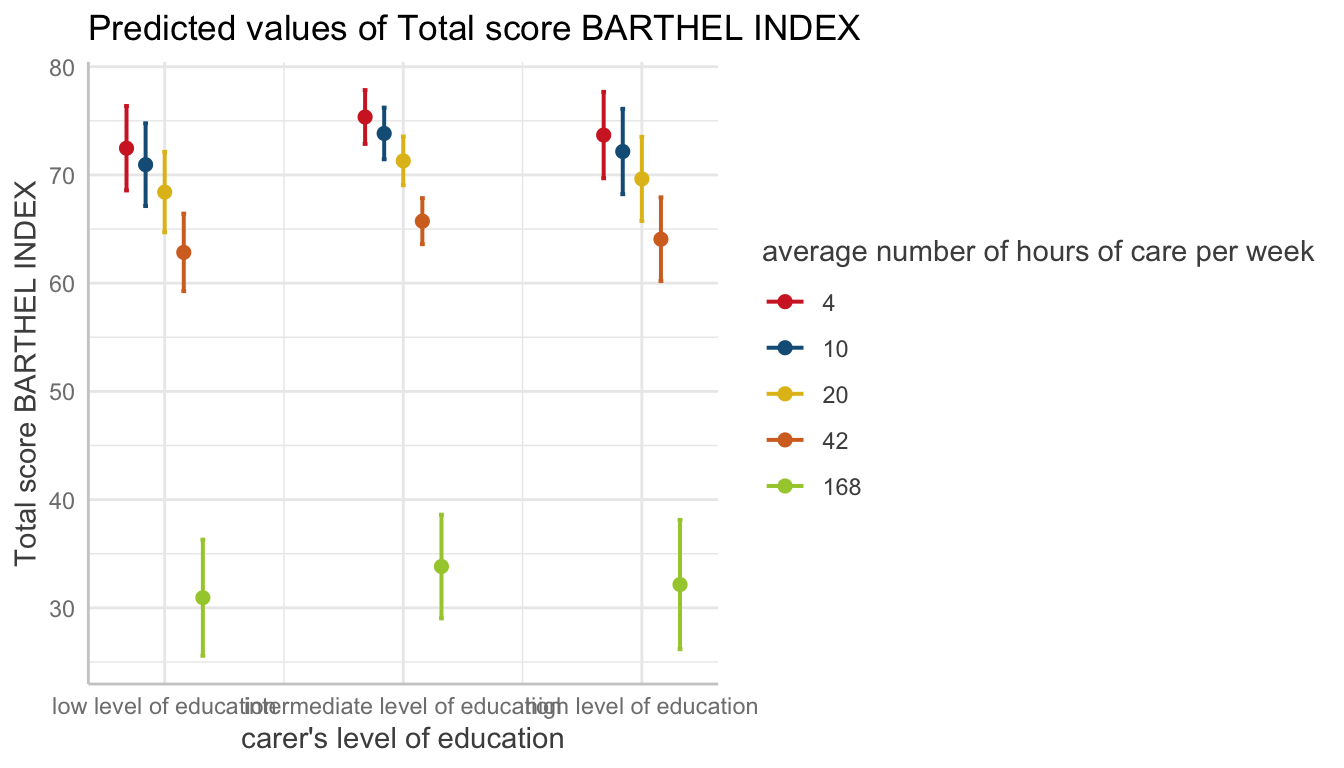 Predicted values of Total score BARTHEL INDEX
80
70
60
50
40
30
Total score BARTHEL INDEX
low level of education
intermediate level of education
high level of education
carer's level of education
average number of hours of care per week
4
10
20
42
168